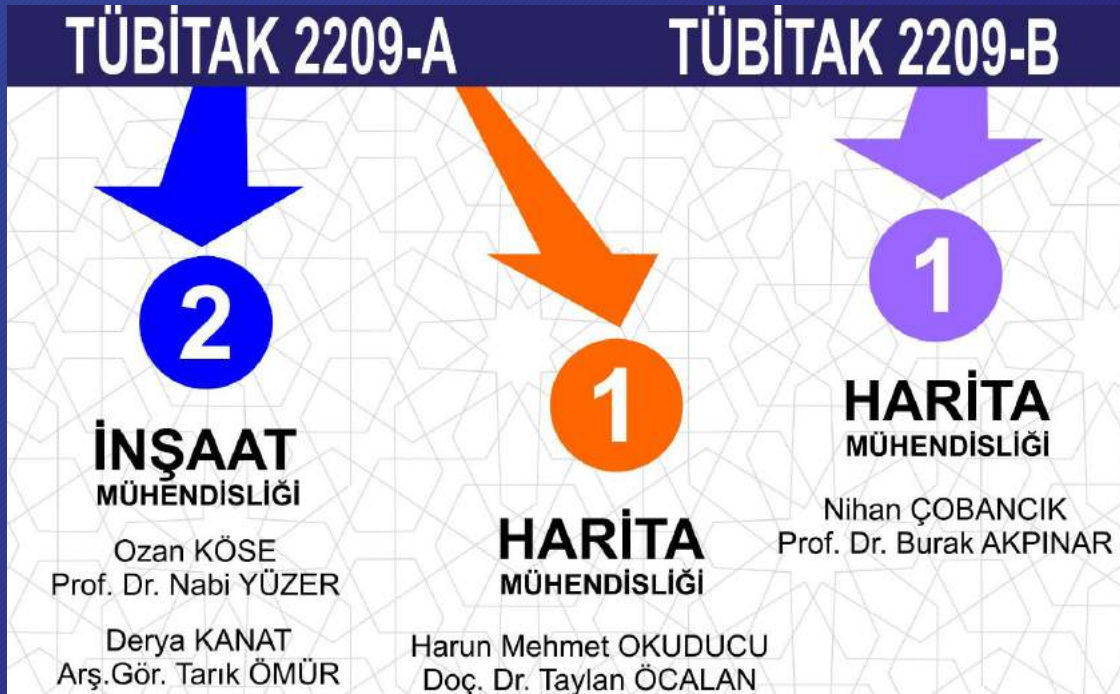 TÜBİTAK 2209-A
TÜBİTAK 2209-B
2
İNŞAAT
MÜHENDİSLİĞİ
Ozan KÖSE
Prof. Dr. Nabi YÜZER
Derya KANAT
Arş.Gör. Tarık ÖMÜR
1
HARİTA
MÜHENDİSLİĞİ
Harun Mehmet OKUDUCU
Doç. Dr. Taylan ÖCALAN
1
HARİTA
MÜHENDİSLİĞİ
Nihan ÇOBANCIK
Prof. Dr. Burak AKPINAR